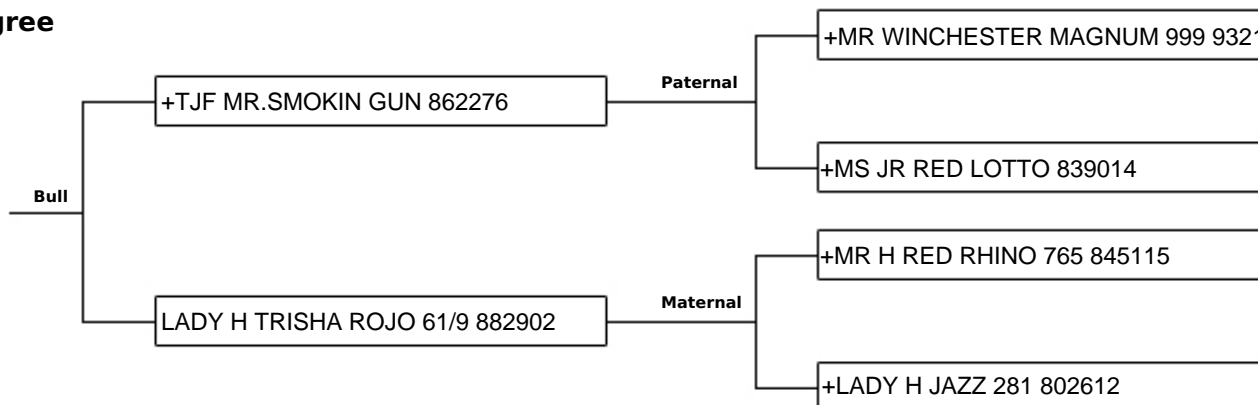 gree
+MR WINCHESTER MAGNUM 999 9321
+TJF MR.SMOKIN GUN 862276
Paternal
+MS JR RED LOTTO 839014
Bull
+MR H RED RHINO 765 845115
LADY H TRISHA ROJO 61/9 882902
Maternal
+LADY H JAZZ 281 802612